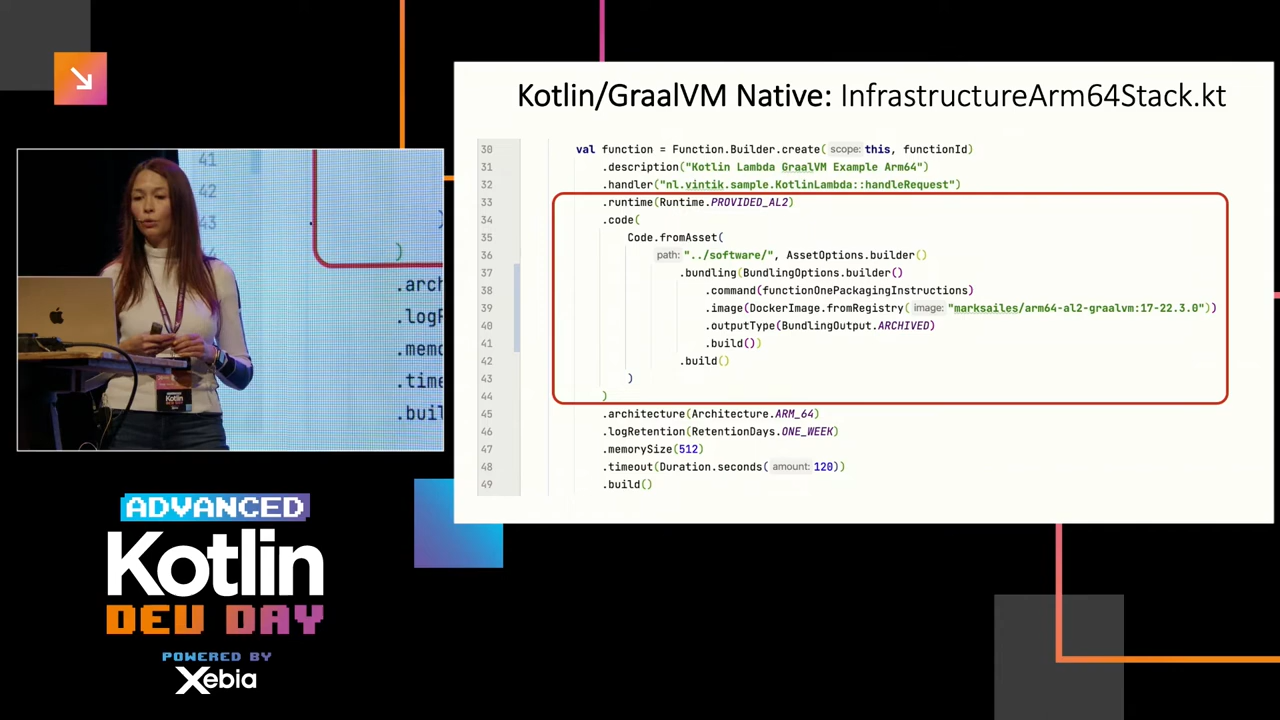 Kotlin/GraalVM Native: InfrastructureArm64Stack.kt
30 val function = Function.Builder.create( scope: this, functionId)
31 .description("Kotlin Lambda GraalVM Example Arm64")
32 .handler("nl.vintik.sample.KotlinLambda::handleRequest")
33 .runtime(Runtime.PROVIDED_AL2)
34 .code(
35 Code.fromAsset(
36 path: "../software/", AssetOptions.builder()
37 .bundling(BundlingOptions.builder()
38 .command(functionOnePackagingInstructions)
39 .image(DockerImage.fromRegistry( image: "marksailes/arm64-al2-graalvm:17-22.3.0"))
40 .outputType(BundlingOutput.ARCHIVED)
41 .build())
42 .build()
43 )
44 )
45 .architecture(Architecture.ARM_64)
46 .logRetention(RetentionDays.ONE_WEEK)
47 .memorySize(512)
48 .timeout(Duration.seconds( amount: 120))
49 .build()
41
42
43
)
.arch
.logR
.memo
.time
.buil
ADVANCED
Kotlin
ADVANCED
Kotlin
DEV DAY
POWERED BY
Xebia